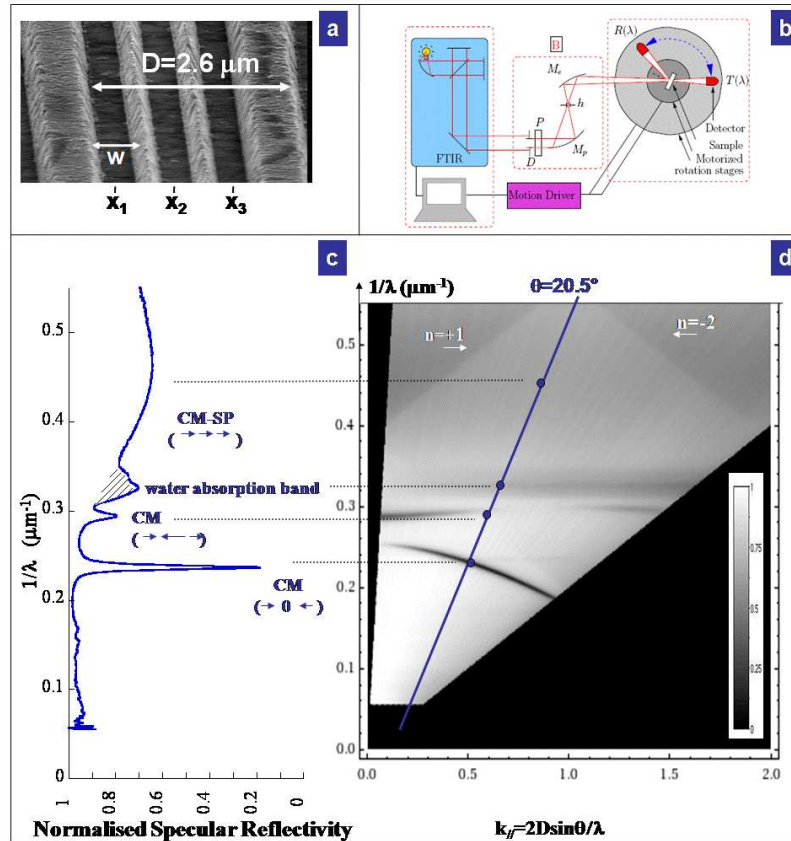 a
D=2.6 μm
w
x₁ x₂ x₃
b
R(λ)
B
Mₑ
T(λ)
h
P
D
Mₚ
FTIR
Detector
Sample
Motorized
rotation stages
Motion Driver
c
0.5
0.4
0.3
0.2
0.1
0
1/λ (μm⁻¹)
CM-SP
(→→→)
water absorption band
CM
(→←→)
CM
(→ 0 ←)
1 0.8 0.6 0.4 0.2 0
Normalised Specular Reflectivity
d
1/λ (μm⁻¹)
θ=20.5°
n=+1
n=-2
0.5
0.4
0.3
0.2
0.1
0.0
1
0.75
0.5
0.25
0
0.0 0.5 1.0 1.5 2.0
k//=2Dsinθ/λ